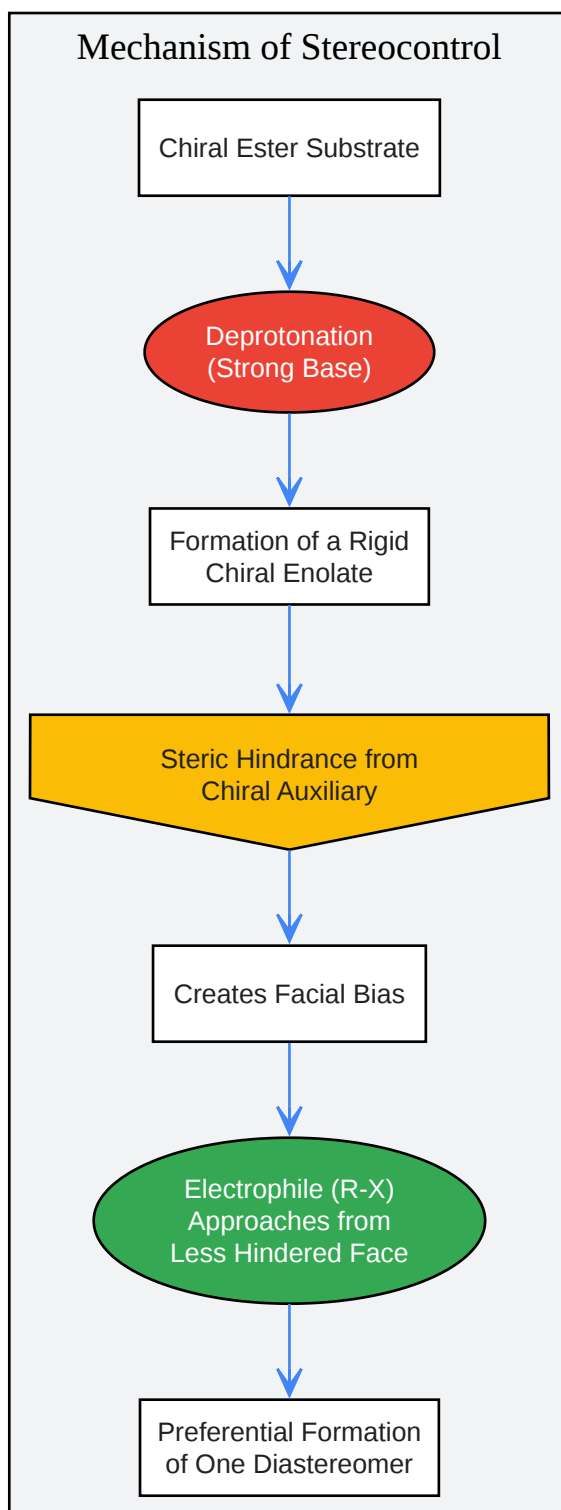 Mechanism of Stereocontrol
Chiral Ester Substrate
Deprotonation
(Strong Base)
Formation of a Rigid
Chiral Enolate
Steric Hindrance from
Chiral Auxiliary
Creates Facial Bias
Electrophile (R-X)
Approaches from
Less Hindered Face
Preferential Formation
of One Diastereomer